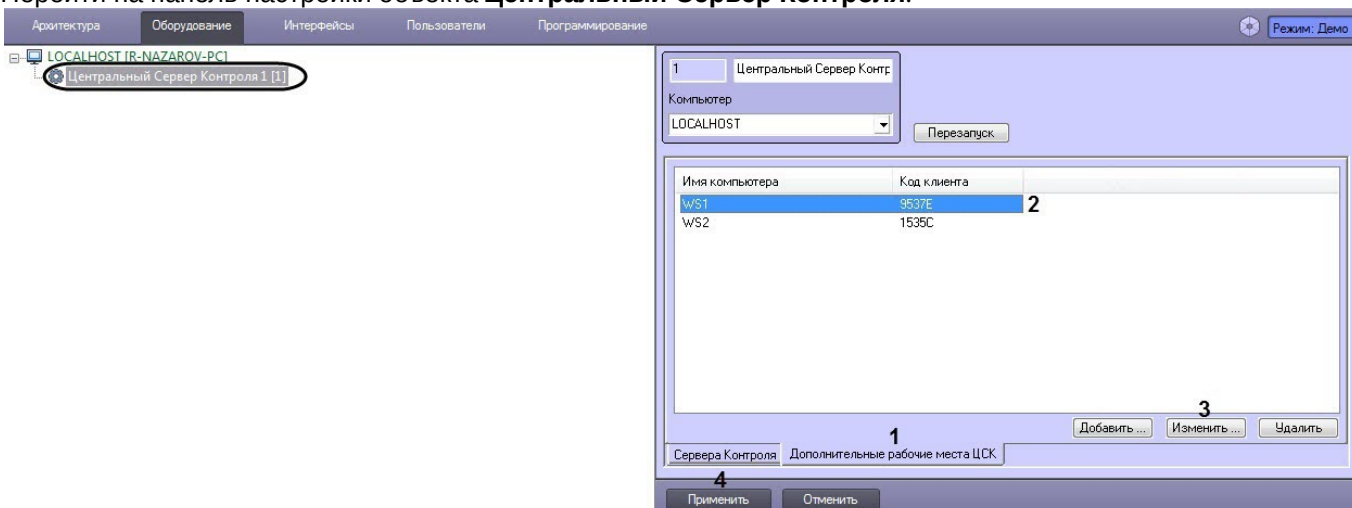 Перейти на панель настройки объекта Центральный Сервер Контроля.
Архитектура Оборудование Интерфейсы Пользователи Программирование Режим: Демо
LOCALHOST [R-NAZAROV-PC]
Центральный Сервер Контроля 1 [1]
1 Центральный Сервер Контр
Компьютер
LOCALHOST
Перезапуск
Имя компьютера Код клиента
WS1 9537E 2
WS2 1535C
3
Добавить ... Изменить ... Удалить
1
Сервера Контроля Дополнительные рабочие места ЦСК
4
Применить Отменить